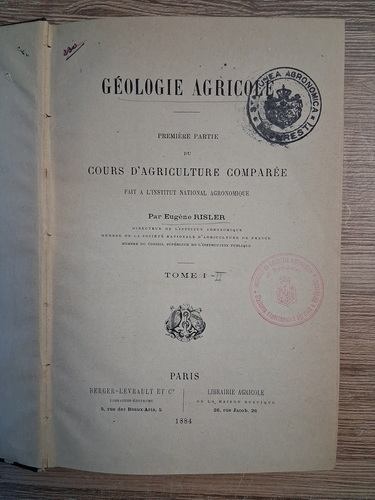 GÉOLOGIE AGRICOLE
AGRONOMICA
PREMIÈRE PARTIE
DU
COURS D'AGRICULTURE COMPARÉE
FAIT A L'INSTITUT NATIONAL AGRONOMIQUE
Par Eugène RISLER
DIRECTEUR DE L'INSTITUT AGRONOMIQUE
MEMBRE DE LA SOCIÉTÉ NATIONALE D'AGRICULTURE DE FRANCE
MEMBRE DU CONSEIL SUPÉRIEUR DE L'INSTRUCTION PUBLIQUE
TOME I-II
PARIS
BERGER-LEVRAULT ET Cie
LIBRAIRES-ÉDITEURS
5, rue des Beaux-Arts, 5
LIBRAIRIE AGRICOLE
DE LA MAISON RUSTIQUE
26, rue Jacob, 26
1884